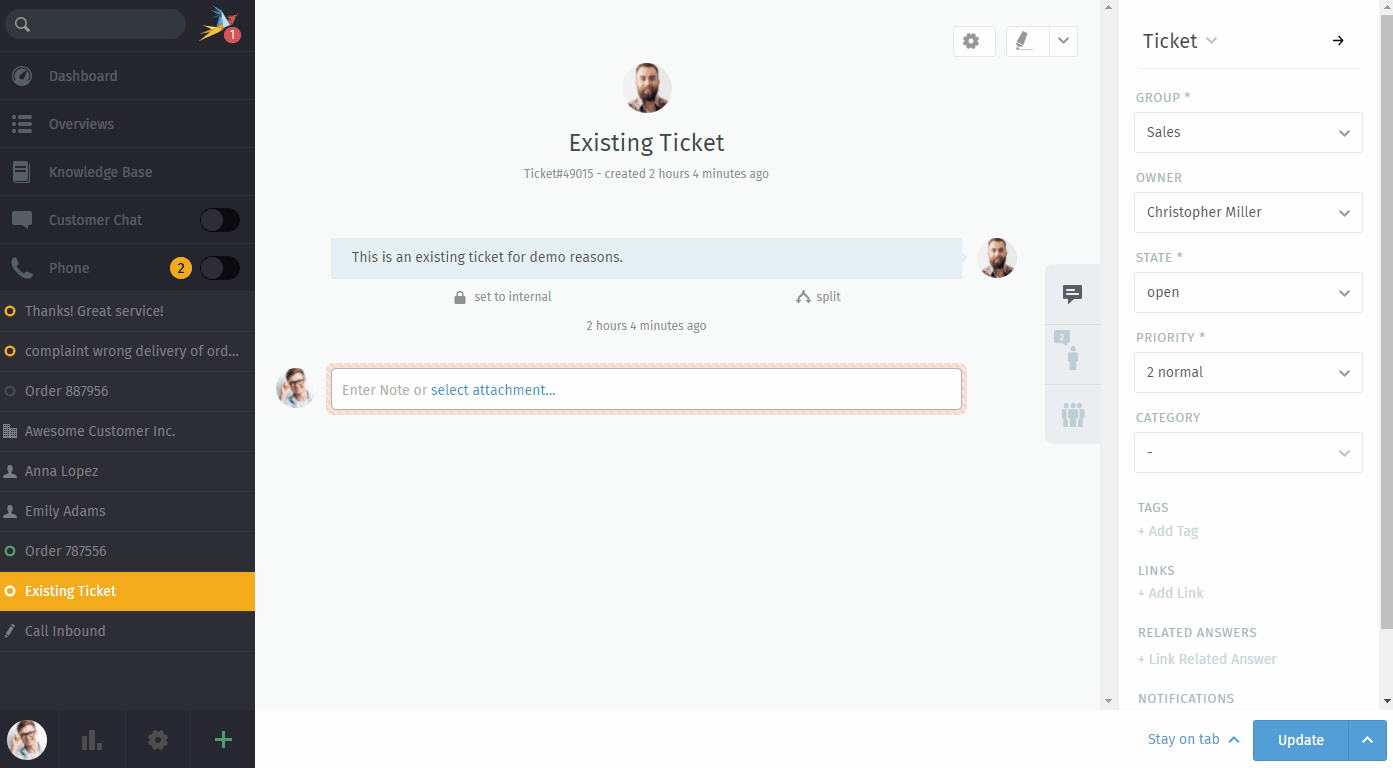 1
Dashboard
Overviews
Knowledge Base
Customer Chat
Phone 2
Thanks! Great service!
complaint wrong delivery of ord...
Order 887956
Awesome Customer Inc.
Anna Lopez
Emily Adams
Order 787556
Existing Ticket
Call Inbound
Existing Ticket
Ticket#49015 - created 2 hours 4 minutes ago
This is an existing ticket for demo reasons.
set to internal split
2 hours 4 minutes ago
Enter Note or select attachment...
2
Ticket
GROUP *
Sales
OWNER
Christopher Miller
STATE *
open
PRIORITY *
2 normal
CATEGORY
-
TAGS
+ Add Tag
LINKS
+ Add Link
RELATED ANSWERS
+ Link Related Answer
NOTIFICATIONS
Stay on tab Update